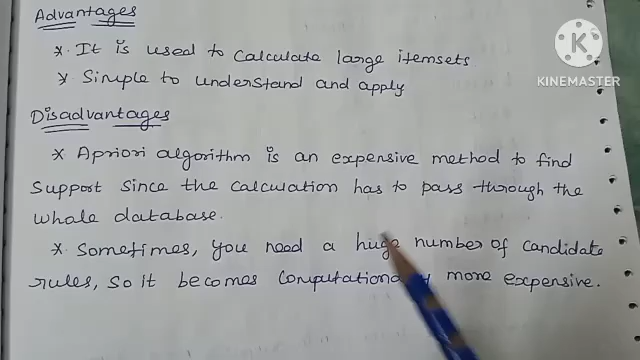 Advantages
* It is used to calculate large itemsets
* Simple to understand and apply
KINEMASTER
Disadvantages
* Apriori algorithm is an expensive method to find
Support since the calculation has to pass through the
whole database.
* Sometimes, you need a huge number of candidate
rules, so it becomes computationally more expensive.